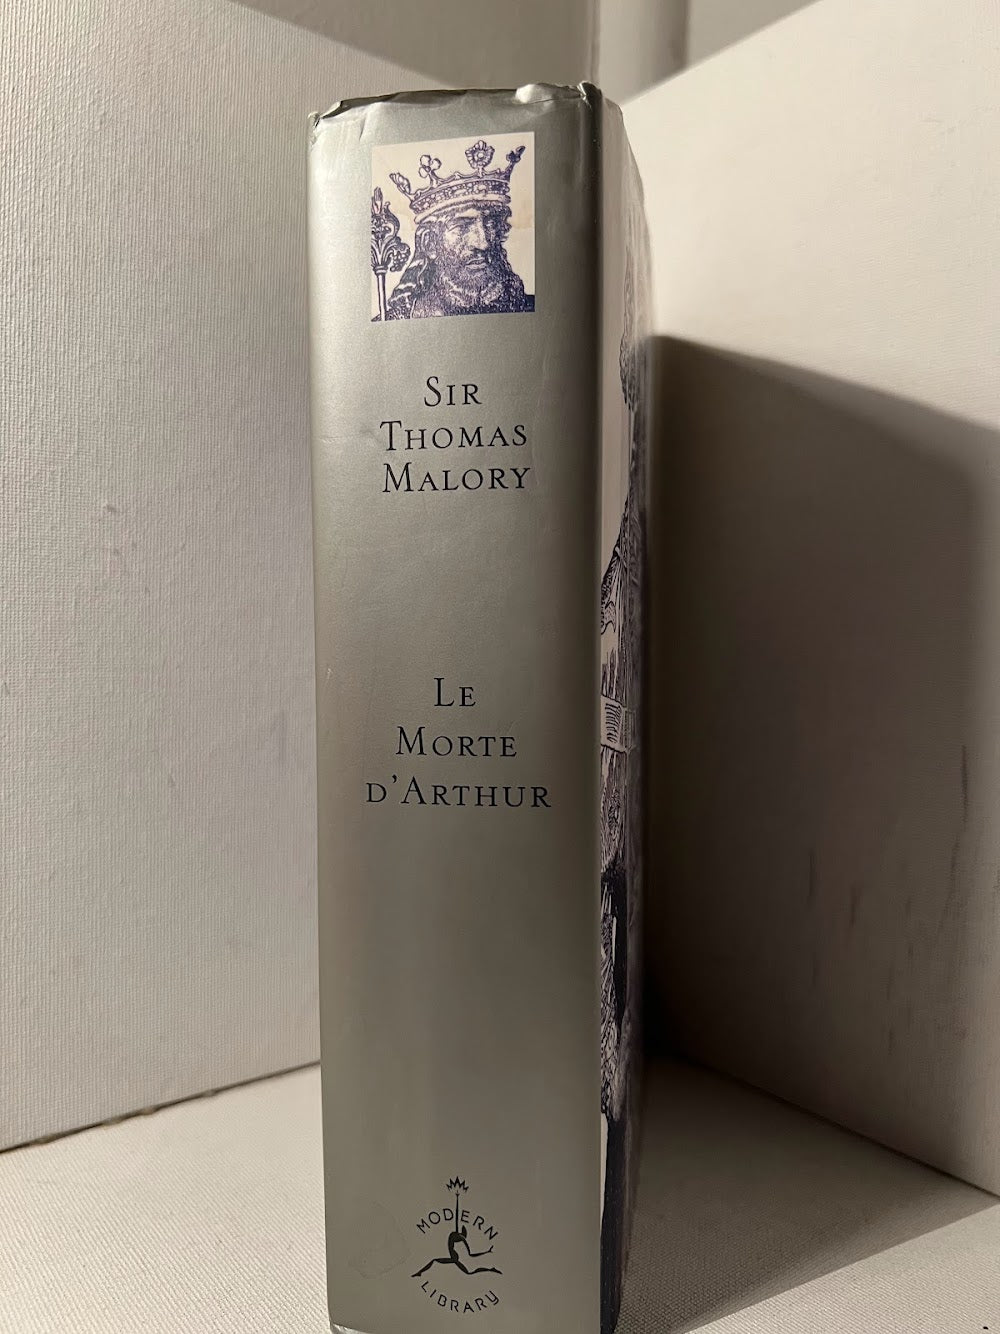 SIR
THOMAS
MALORY
LE
MORTE
D'ARTHUR
MODERN
LIBRARY